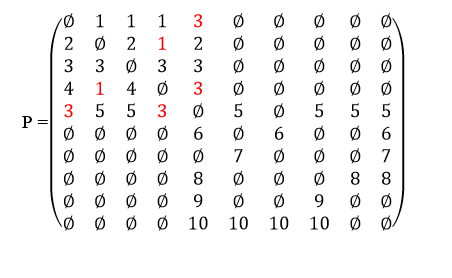 P =
∅ 1 1 1 3 ∅ ∅ ∅ ∅ ∅
2 ∅ 2 1 2 ∅ ∅ ∅ ∅ ∅
3 3 ∅ 3 3 ∅ ∅ ∅ ∅ ∅
4 1 4 ∅ 3 ∅ ∅ ∅ ∅ ∅
3 5 5 3 ∅ 5 ∅ 5 5 5
∅ ∅ ∅ ∅ 6 ∅ 6 ∅ ∅ 6
∅ ∅ ∅ ∅ ∅ 7 ∅ ∅ ∅ 7
∅ ∅ ∅ ∅ 8 ∅ ∅ ∅ 8 8
∅ ∅ ∅ ∅ 9 ∅ ∅ 9 ∅ ∅
∅ ∅ ∅ ∅ 10 10 10 10 ∅ ∅